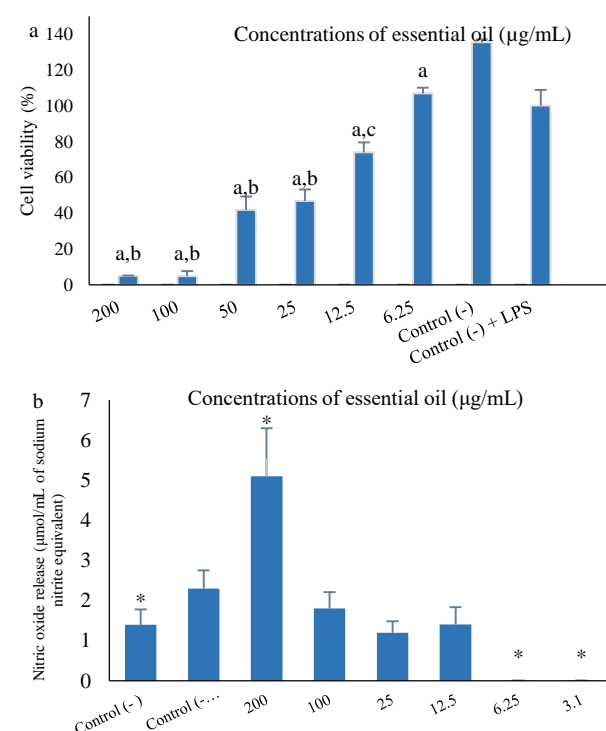 a
Concentrations of essential oil (µg/mL)
140
120
100
80
60
40
20
0
Cell viability (%)
a,b
a,b
a,b
a,b
a,c
a
200
100
50
25
12.5
6.25
Control (-)
Control (-) + LPS
b
Concentrations of essential oil (µg/mL)
7
6
5
4
3
2
1
0
Nitric oxide release (µmol/mL of sodium
nitrite equivalent)
*
*
*
*
Control (- )
Control (-…
200
100
25
12.5
6.25
3.1